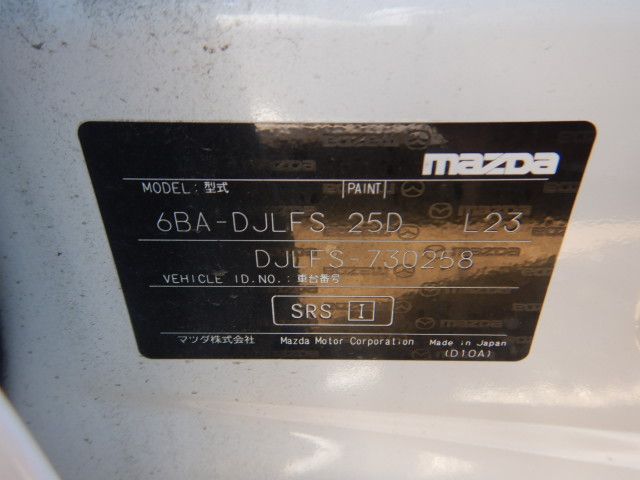 mazda
MODEL: 型式 PAINT
6BA-DJLFS 25D L23
DJLFS-730258
VEHICLE ID.NO.: 車台番号
SRS I
マツダ株式会社 Mazda Motor Corporation Made in Japan
(D10A)